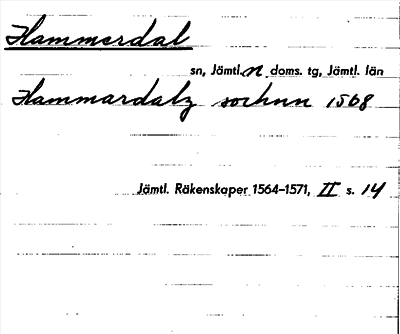 Hammerdal
sn, Jämtl. n doms. tg, Jämtl. län
Hammardalz sochnn 1568
Jämtl. Räkenskaper 1564–1571, II s. 14